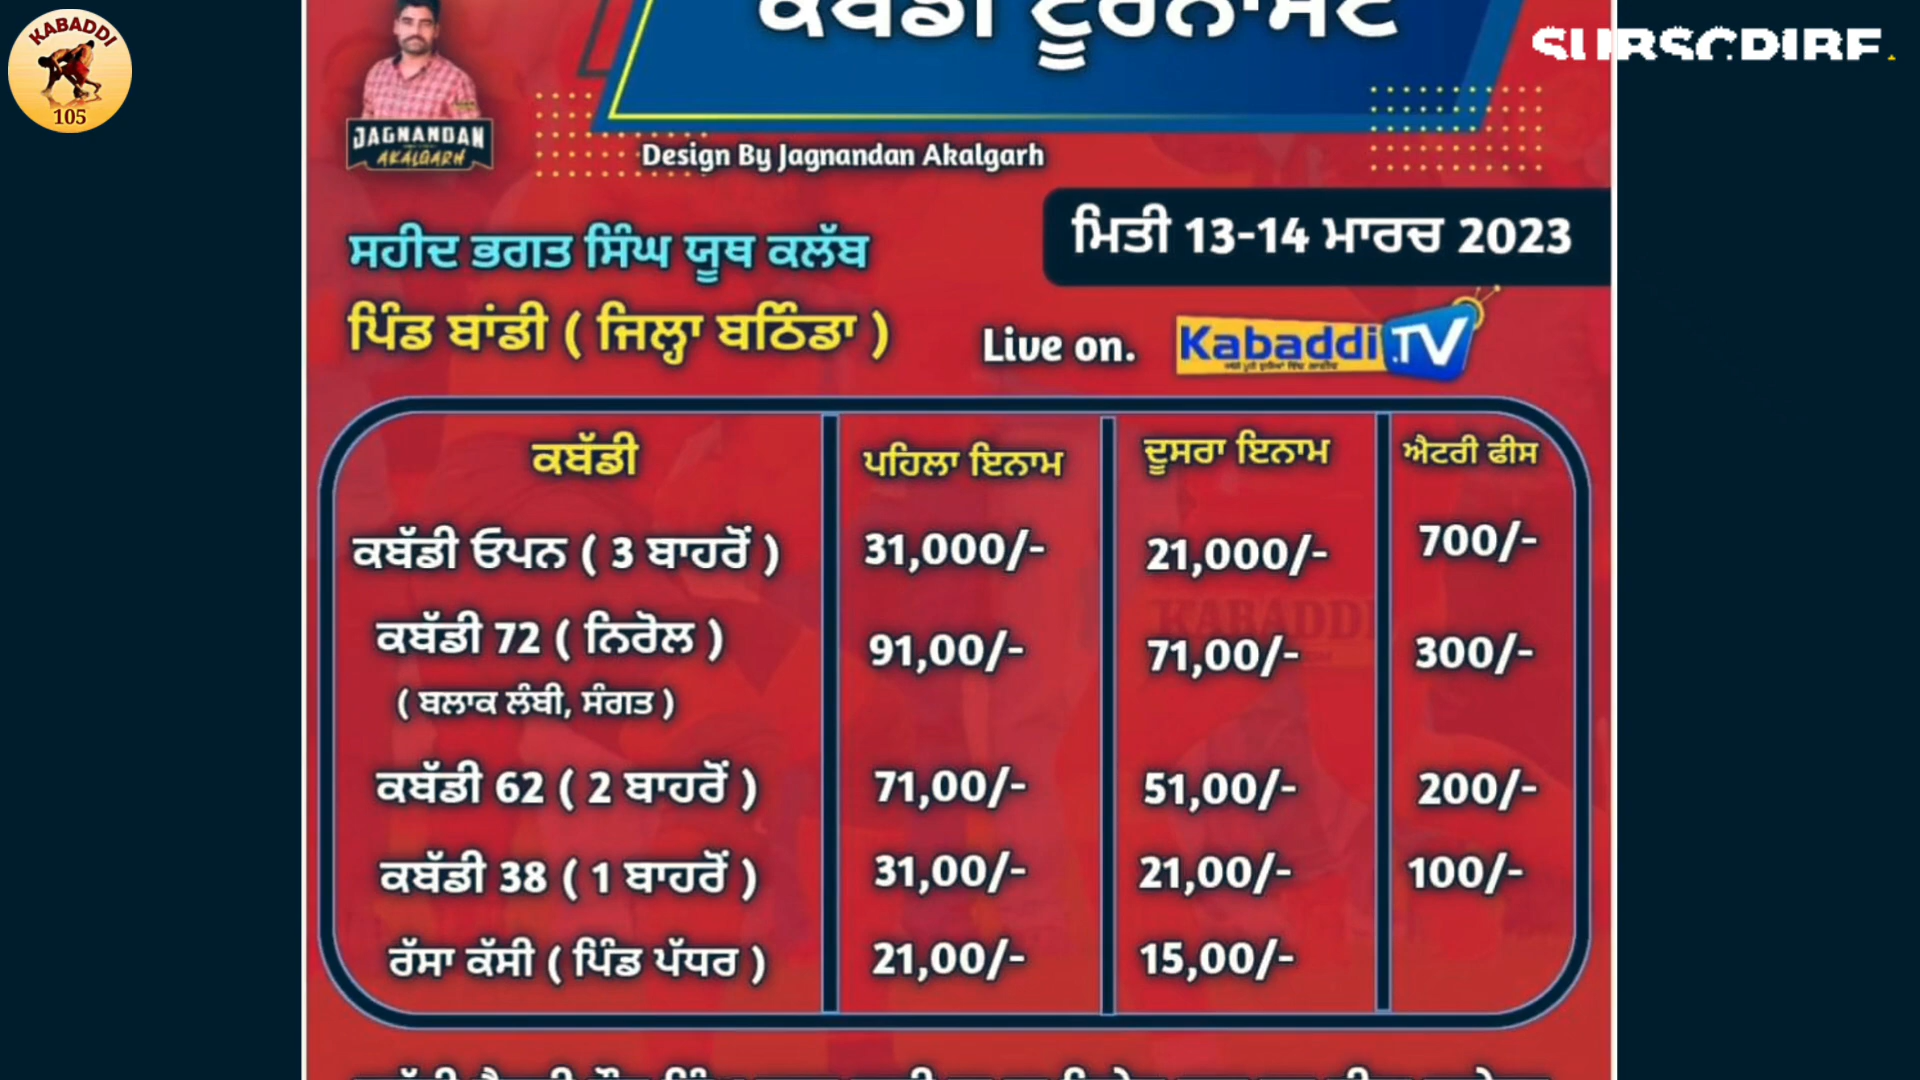 KABADDI
105
ਕਬੱਡੀ ਟੂਰਨਾਮੈਂਟ
JAGNANDAN
AKALGARH
Design By Jagnandan Akalgarh
ਮਿਤੀ 13-14 ਮਾਰਚ 2023
ਸਹੀਦ ਭਗਤ ਸਿੰਘ ਯੂਥ ਕਲੱਬ
ਪਿੰਡ ਬਾਂਡੀ ( ਜਿਲ੍ਹਾ ਬਠਿੰਡਾ )
Live on. Kabaddi.TV
ਕਬੱਡੀ ਪਹਿਲਾ ਇਨਾਮ ਦੂਸਰਾ ਇਨਾਮ ਐਟਰੀ ਫੀਸ
ਕਬੱਡੀ ਓਪਨ ( 3 ਬਾਹਰੋਂ ) 31,000/- 21,000/- 700/-
ਕਬੱਡੀ 72 ( ਨਿਰੋਲ ) 91,00/- 71,00/- 300/-
( ਬਲਾਕ ਲੰਬੀ, ਸੰਗਤ )
ਕਬੱਡੀ 62 ( 2 ਬਾਹਰੋਂ ) 71,00/- 51,00/- 200/-
ਕਬੱਡੀ 38 ( 1 ਬਾਹਰੋਂ ) 31,00/- 21,00/- 100/-
ਰੱਸਾ ਕੱਸੀ ( ਪਿੰਡ ਪੱਧਰ ) 21,00/- 15,00/-